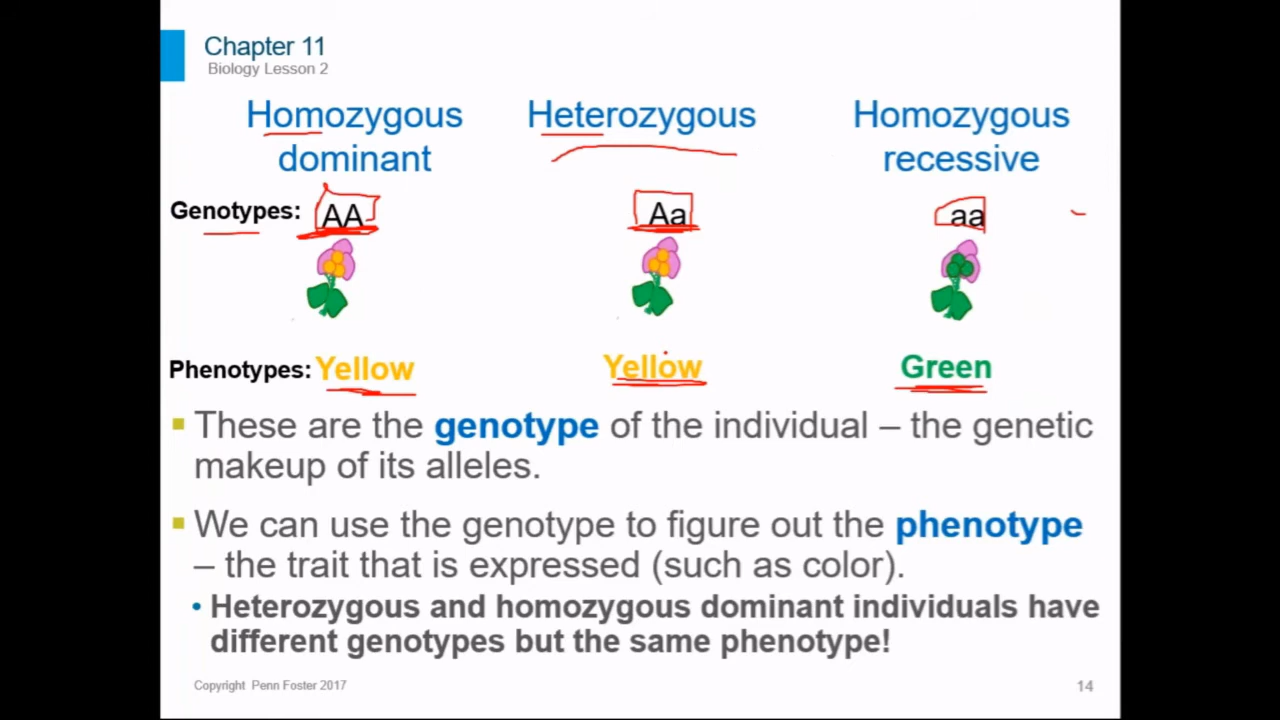 Chapter 11
Biology Lesson 2
Homozygous dominant
Heterozygous
Homozygous recessive
Genotypes: AA Aa aa
Phenotypes: Yellow Yellow Green
▪ These are the genotype of the individual – the genetic
makeup of its alleles.
▪ We can use the genotype to figure out the phenotype
– the trait that is expressed (such as color).
• Heterozygous and homozygous dominant individuals have
different genotypes but the same phenotype!
Copyright Penn Foster 2017 14